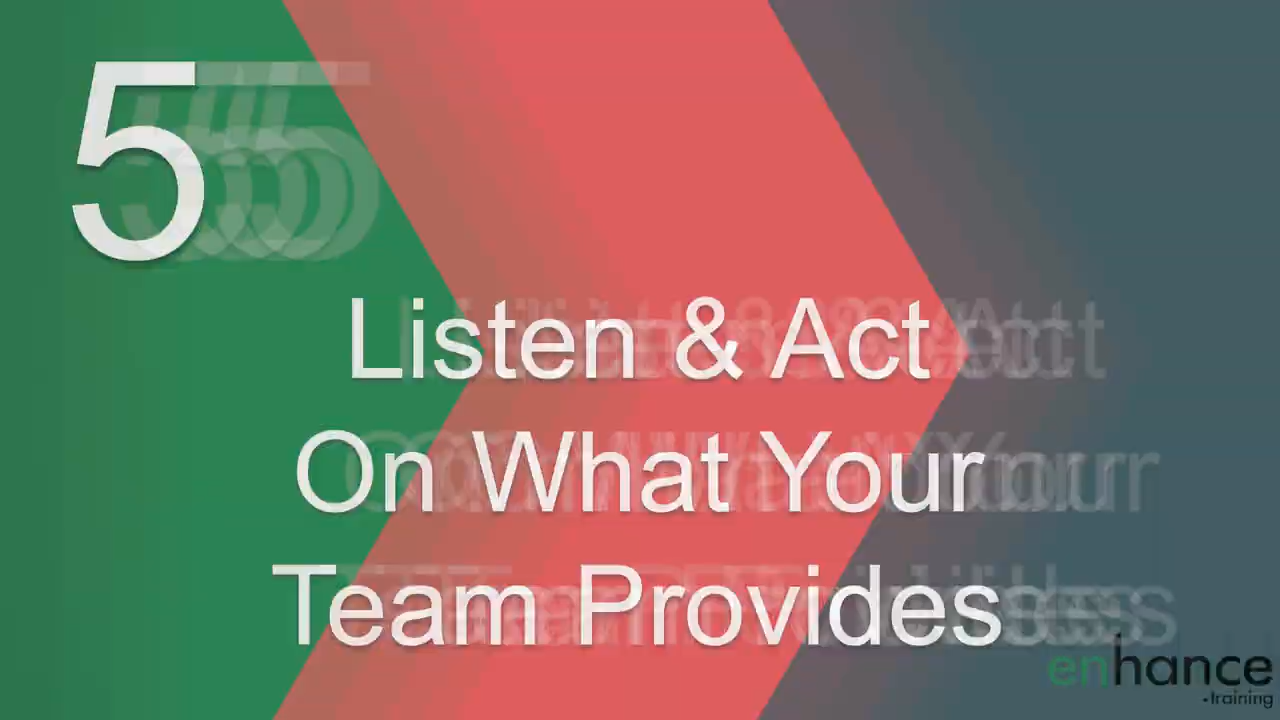 5
Listen & Act
On What Your
Team Provides
enhance
training